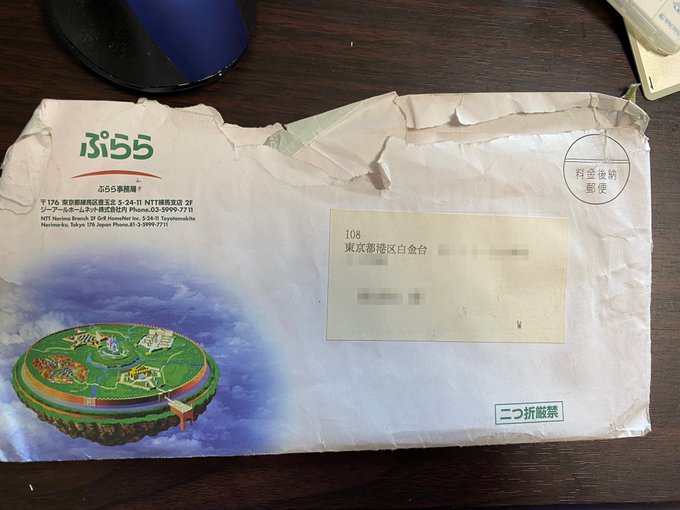 ぷらら
ぷらら事務局
〒176 東京都練馬区豊玉北 5-24-11 NTT練馬支店 2F
ジーアールホームネット株式会社内 Phone.03-5999-7711
NTT Nerima Branch 2F GrR HomeNet Inc. 5-24-11 Toyotamakita
Nerima-ku, Tokyo 176 Japan Phone.81-3-5999-7711
料金後納
郵便
108
東京都港区白金台
W
二つ折厳禁